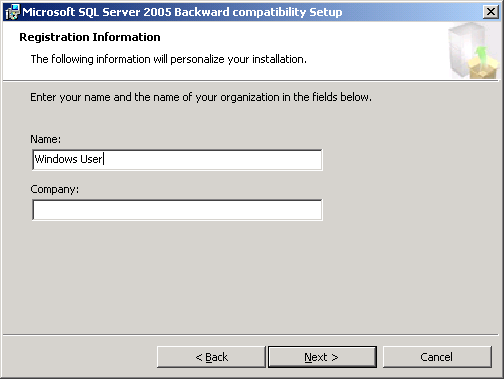 Microsoft SQL Server 2005 Backward compatibility Setup
Registration Information
The following information will personalize your installation.
Enter your name and the name of your organization in the fields below.
Name:
Windows User
Company:
< Back
Next >
Cancel